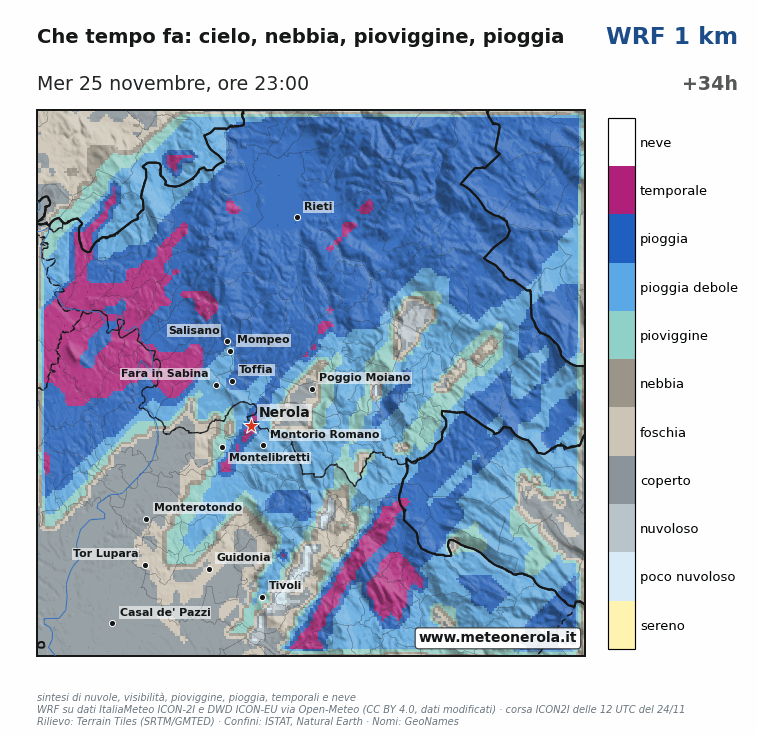 Che tempo fa: cielo, nebbia, pioviggine, pioggia
WRF 1 km
Mer 25 novembre, ore 23:00
+34h
neve
temporale
pioggia
pioggia debole
pioviggine
nebbia
foschia
coperto
nuvoloso
poco nuvoloso
sereno
Rieti
Salisano
Mompeo
Fara in Sabina
Toffia
Poggio Moiano
Nerola
Montorio Romano
Montelibretti
Monterotondo
Tor Lupara
Guidonia
Tivoli
Casal de' Pazzi
www.meteonerola.it
sintesi di nuvole, visibilità, pioviggine, pioggia, temporali e neve
WRF su dati ItaliaMeteo ICON-2I e DWD ICON-EU via Open-Meteo (CC BY 4.0, dati modificati) · corsa ICON2I delle 12 UTC del 24/11
Rilievo: Terrain Tiles (SRTM/GMTED) · Confini: ISTAT, Natural Earth · Nomi: GeoNames